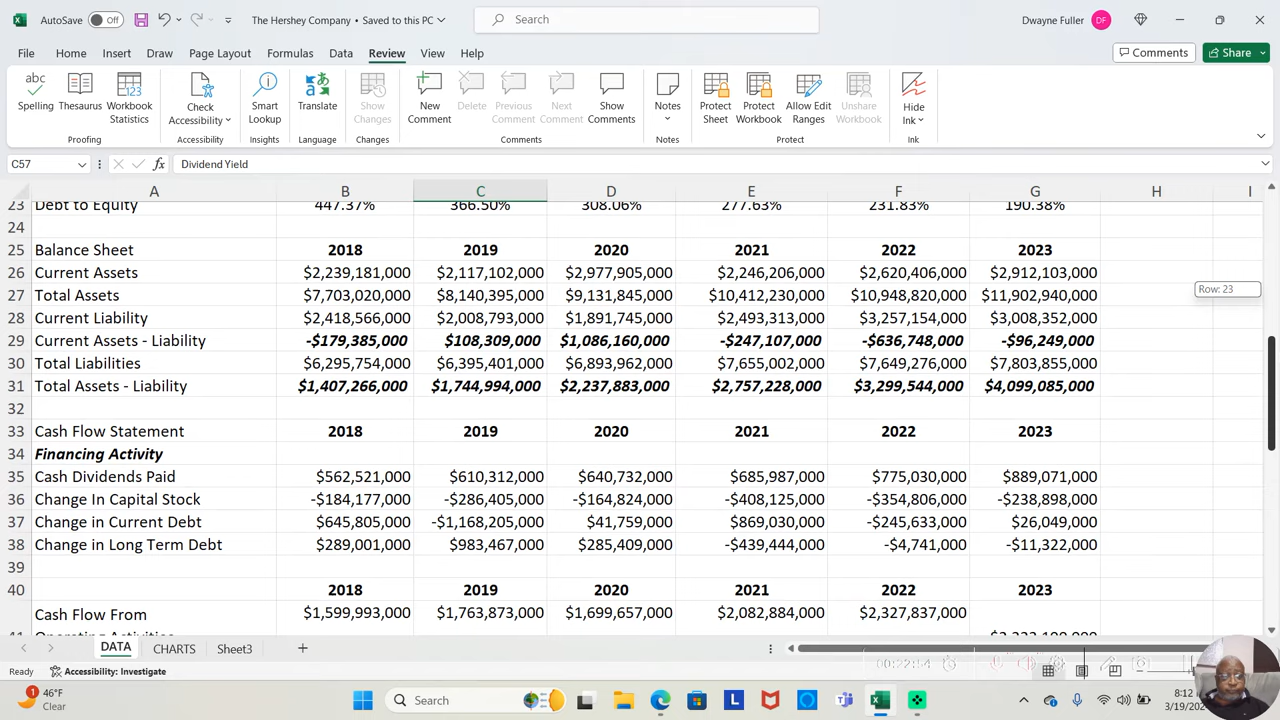 AutoSave Off The Hershey Company • Saved to this PC Search Dwayne Fuller DF
File Home Insert Draw Page Layout Formulas Data Review View Help Comments Share
Spelling Thesaurus Workbook Statistics Check Accessibility Smart Lookup Translate Show Changes New Comment Delete Previous Comment Next Comment Show Comments Notes Protect Sheet Protect Workbook Allow Edit Ranges Unshare Workbook Hide Ink
Proofing Accessibility Insights Language Changes Comments Notes Protect Ink
C57 fx Dividend Yield
A B C D E F G H I
23 Debt to Equity 447.37% 366.50% 308.06% 277.63% 231.83% 190.38%
24
25 Balance Sheet 2018 2019 2020 2021 2022 2023
26 Current Assets $2,239,181,000 $2,117,102,000 $2,977,905,000 $2,246,206,000 $2,620,406,000 $2,912,103,000
27 Total Assets $7,703,020,000 $8,140,395,000 $9,131,845,000 $10,412,230,000 $10,948,820,000 $11,902,940,000 Row: 23
28 Current Liability $2,418,566,000 $2,008,793,000 $1,891,745,000 $2,493,313,000 $3,257,154,000 $3,008,352,000
29 Current Assets - Liability -$179,385,000 $108,309,000 $1,086,160,000 -$247,107,000 -$636,748,000 -$96,249,000
30 Total Liabilities $6,295,754,000 $6,395,401,000 $6,893,962,000 $7,655,002,000 $7,649,276,000 $7,803,855,000
31 Total Assets - Liability $1,407,266,000 $1,744,994,000 $2,237,883,000 $2,757,228,000 $3,299,544,000 $4,099,085,000
32
33 Cash Flow Statement 2018 2019 2020 2021 2022 2023
34 Financing Activity
35 Cash Dividends Paid $562,521,000 $610,312,000 $640,732,000 $685,987,000 $775,030,000 $889,071,000
36 Change In Capital Stock -$184,177,000 -$286,405,000 -$164,824,000 -$408,125,000 -$354,806,000 -$238,898,000
37 Change in Current Debt $645,805,000 -$1,168,205,000 $41,759,000 $869,030,000 -$245,633,000 $26,049,000
38 Change in Long Term Debt $289,001,000 $983,467,000 $285,409,000 -$439,444,000 -$4,741,000 -$11,322,000
39
40 2018 2019 2020 2021 2022 2023
Cash Flow From $1,599,993,000 $1,763,873,000 $1,699,657,000 $2,082,884,000 $2,327,837,000
41 Operating Activities
DATA CHARTS Sheet3
Ready Accessibility: Investigate 00:22:54
1 46°F Clear Search L 8:12